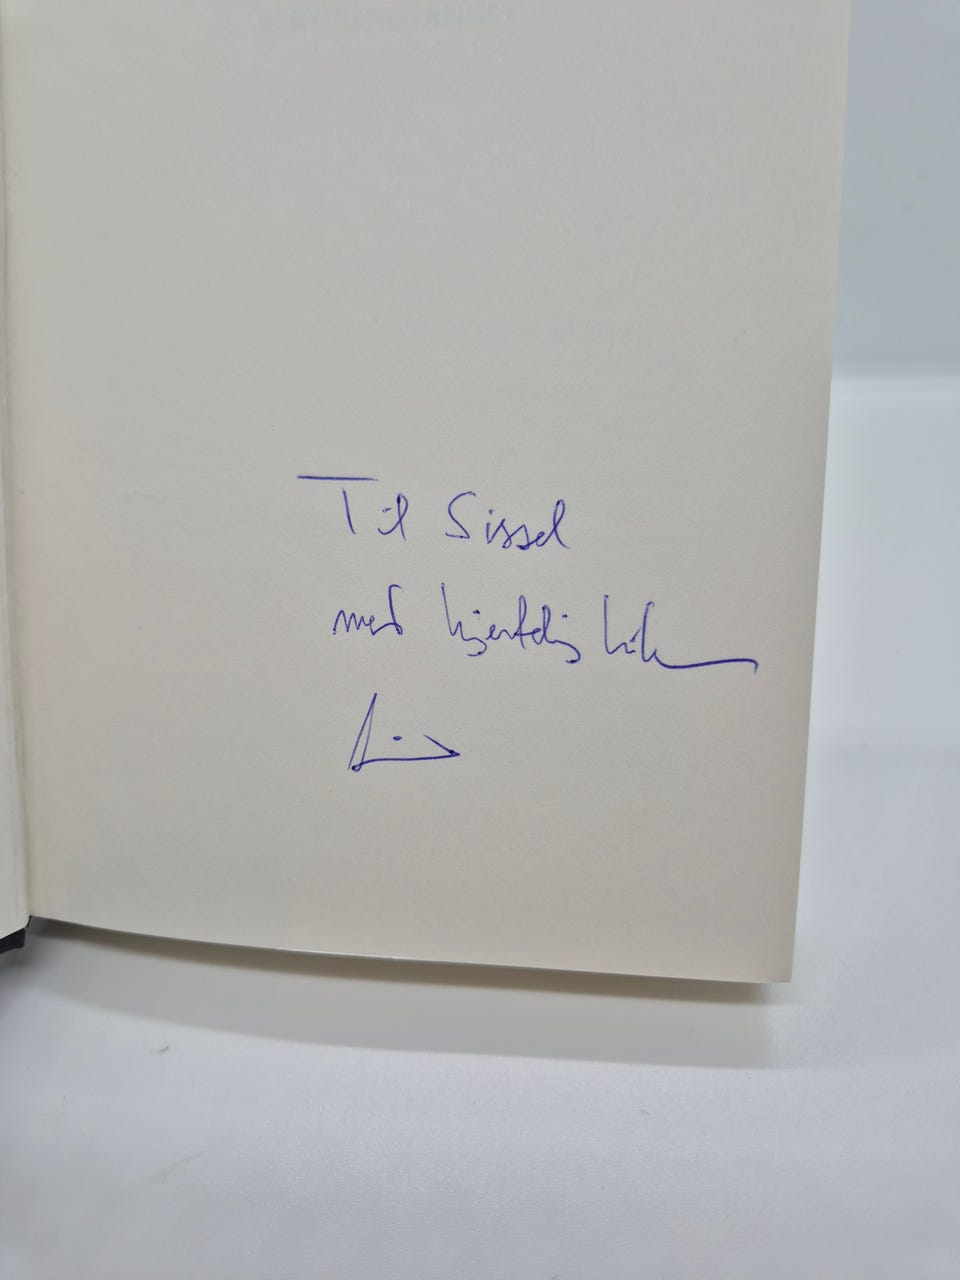 Til Sissel
med hjertelig hilsen